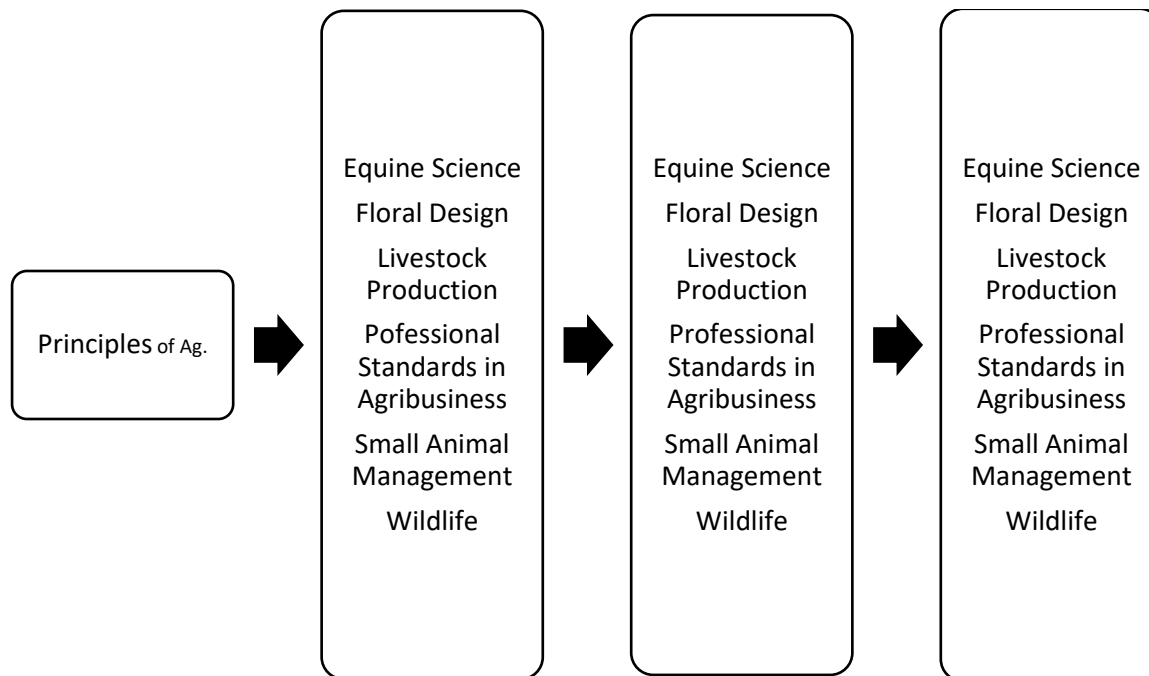 Principles of Ag.
Equine Science
Floral Design
Livestock
Production
Pofessional
Standards in
Agribusiness
Small Animal
Management
Wildlife
Equine Science
Floral Design
Livestock
Production
Professional
Standards in
Agribusiness
Small Animal
Management
Wildlife
Equine Science
Floral Design
Livestock
Production
Professional
Standards in
Agribusiness
Small Animal
Management
Wildlife